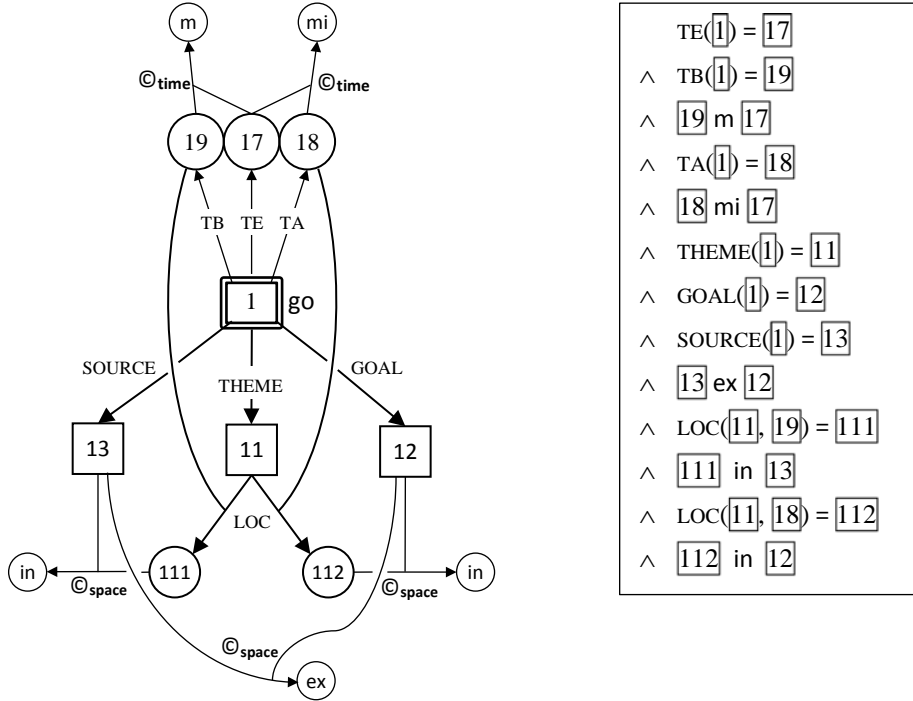 m mi
©time ©time
19 17 18
TB TE TA
1 go
SOURCE THEME GOAL
13 11 12
LOC
in 111 112 in
©space ©space
©space
ex
TE(1) = 17
∧ TB(1) = 19
∧ 19 m 17
∧ TA(1) = 18
∧ 18 mi 17
∧ THEME(1) = 11
∧ GOAL(1) = 12
∧ SOURCE(1) = 13
∧ 13 ex 12
∧ LOC(11, 19) = 111
∧ 111 in 13
∧ LOC(11, 18) = 112
∧ 112 in 12